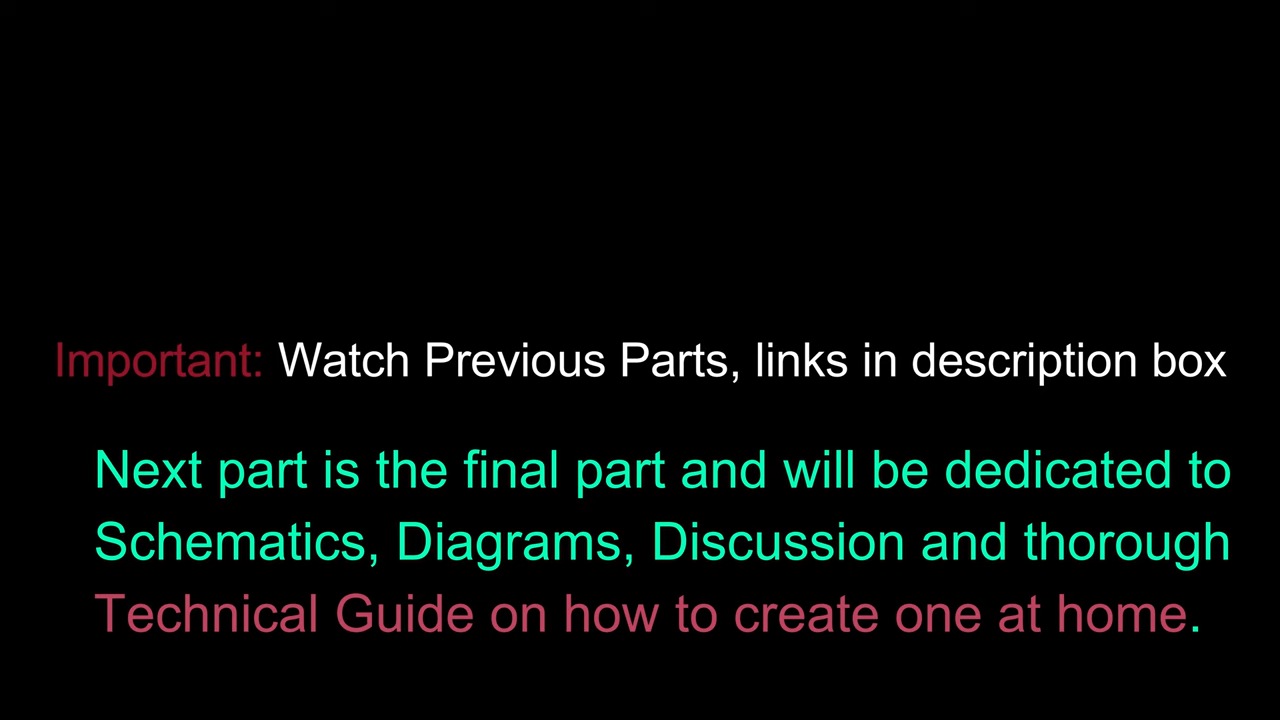 Important: Watch Previous Parts, links in description box
Next part is the final part and will be dedicated to
Schematics, Diagrams, Discussion and thorough
Technical Guide on how to create one at home.